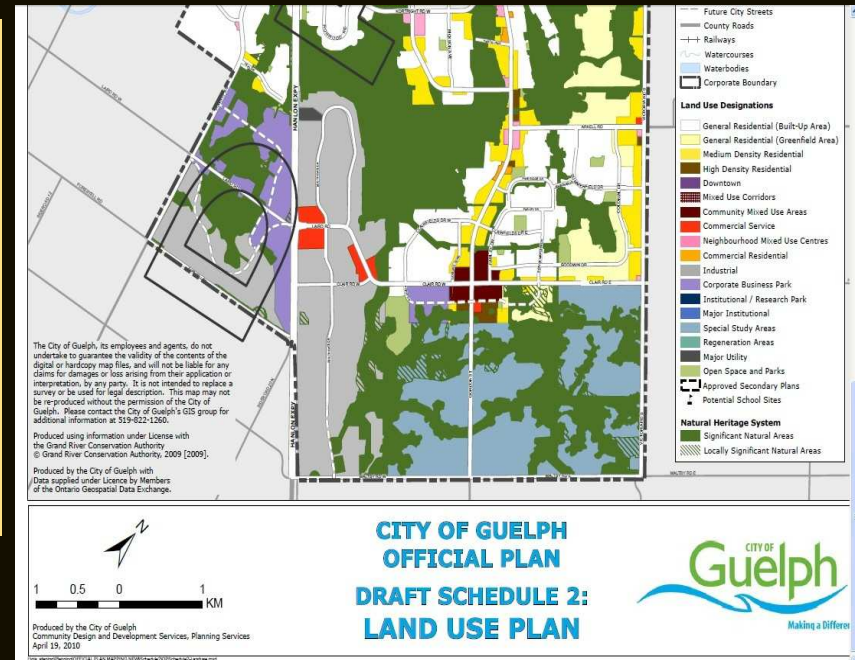 Future City Streets
County Roads
Railways
Watercourses
Waterbodies
Corporate Boundary
Land Use Designations
General Residential (Built-Up Area)
General Residential (Greenfield Area)
Medium Density Residential
High Density Residential
Downtown
Mixed Use Corridors
Community Mixed Use Areas
Commercial Service
Neighbourhood Mixed Use Centres
Commercial Residential
Industrial
Corporate Business Park
Institutional / Research Park
Major Institutional
Special Study Areas
Regeneration Areas
Major Utility
Open Space and Parks
Approved Secondary Plans
Potential School Sites
Natural Heritage System
Significant Natural Areas
Locally Significant Natural Areas
HANLON EXPY
LAIRD RD W
LAIRD RD
CLAIR RD W
CLAIR RD W
CLAIR RD E
HANLON EXPY
MALTBY RD E
The City of Guelph, its employees and agents, do not
undertake to guarantee the validity of the contents of the
digital or hardcopy map files, and will not be liable for any
claims for damages or loss arising from their application or
interpretation, by any party. It is not intended to replace a
survey or be used for legal description. This map may not
be re-produced without the permission of the City of
Guelph. Please contact the City of Guelph's GIS group for
additional information at 519-822-1260.
Produced using information under License with
the Grand River Conservation Authority
© Grand River Conservation Authority, 2009 [2009].
Produced by the City of Guelph with
Data supplied under Licence by Members
of the Ontario Geospatial Data Exchange.
N
1 0.5 0 1
KM
Produced by the City of Guelph
Community Design and Development Services, Planning Services
April 19, 2010
CITY OF GUELPH
OFFICIAL PLAN
DRAFT SCHEDULE 2:
LAND USE PLAN
CITY OF
Guelph
Making a Differe